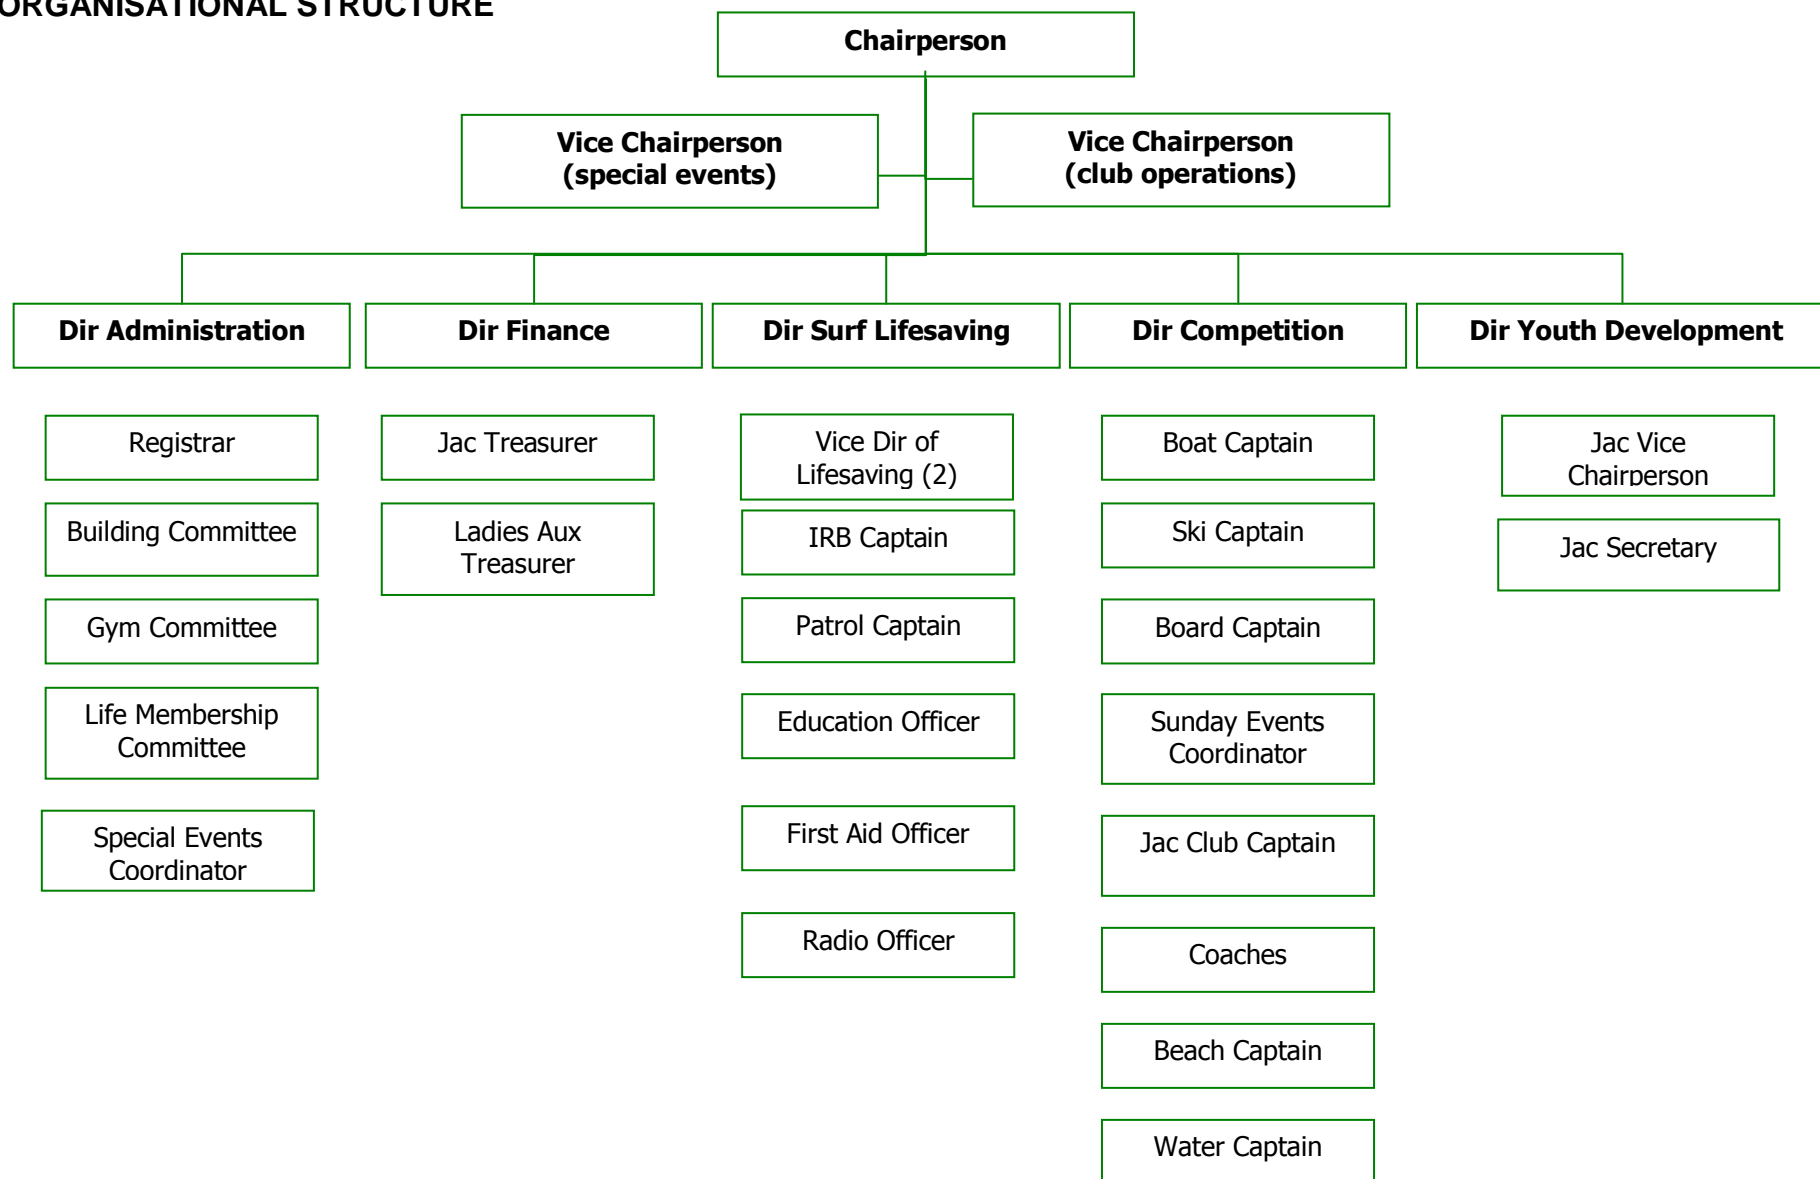 ORGANISATIONAL STRUCTURE
Chairperson
Vice Chairperson
(special events)
Vice Chairperson
(club operations)
Dir Administration
Dir Finance
Dir Surf Lifesaving
Dir Competition
Dir Youth Development
Registrar
Building Committee
Gym Committee
Life Membership
Committee
Special Events
Coordinator
Jac Treasurer
Ladies Aux
Treasurer
Vice Dir of
Lifesaving (2)
IRB Captain
Patrol Captain
Education Officer
First Aid Officer
Radio Officer
Boat Captain
Ski Captain
Board Captain
Sunday Events
Coordinator
Jac Club Captain
Coaches
Beach Captain
Water Captain
Jac Vice
Chairperson
Jac Secretary